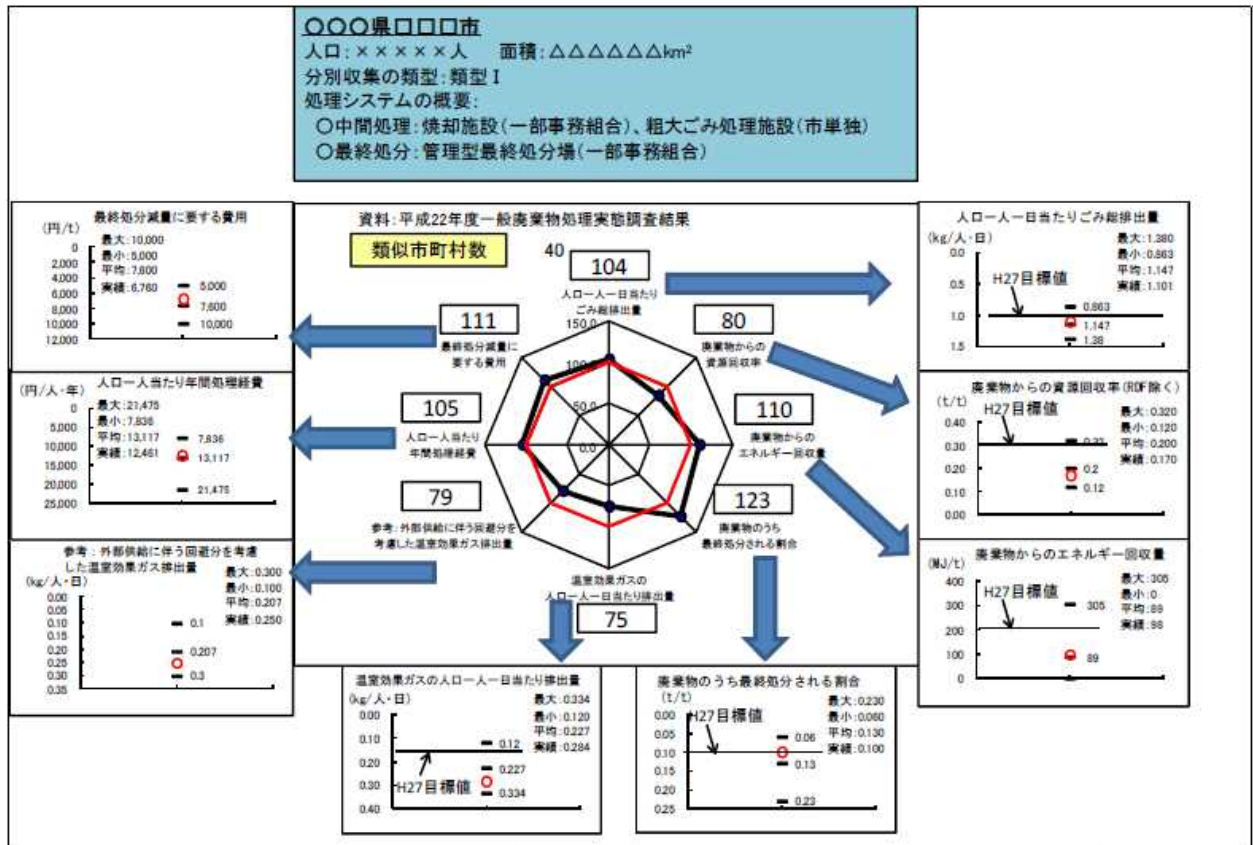 〇〇〇県□□□市
人口:×××××人 面積:△△△△△△km²
分別収集の類型:類型Ⅰ
処理システムの概要:
〇中間処理:焼却施設(一部事務組合)、粗大ごみ処理施設(市単独)
〇最終処分:管理型最終処分場(一部事務組合)
資料:平成22年度一般廃棄物処理実態調査結果
類似市町村数 40
104
人口一人一日当たり
ごみ総排出量
80
廃棄物からの
資源回収率
110
廃棄物からの
エネルギー回収量
123
廃棄物のうち
最終処分される割合
温室効果ガスの
人口一人一日当たり排出量
75
79
参考:外部供給に伴う回避分を
考慮した温室効果ガス排出量
105
人口一人当たり
年間処理経費
111
最終処分減量に
要する費用
150.0
100.0
50.0
0.0
最終処分減量に要する費用
(円/t)
最大:10,000
最小:5,000
平均:7,600
実績:6,760
0
2,000
4,000
6,000
8,000
10,000
12,000
5,000
7,600
10,000
人口一人当たり年間処理経費
(円/人・年)
最大:21,475
最小:7,836
平均:13,117
実績:12,461
0
5,000
10,000
15,000
20,000
25,000
7,836
13,117
21,475
参考:外部供給に伴う回避分を考慮
した温室効果ガス排出量
(kg/人・日)
最大:0.300
最小:0.100
平均:0.207
実績:0.250
0.00
0.05
0.10
0.15
0.20
0.25
0.30
0.35
0.1
0.207
0.3
温室効果ガスの人口一人一日当たり排出量
(kg/人・日)
最大:0.334
最小:0.120
平均:0.227
実績:0.284
0.00
0.10
0.20
0.30
0.40
0.12
0.227
0.334
H27目標値
廃棄物のうち最終処分される割合
(t/t)
最大:0.230
最小:0.060
平均:0.130
実績:0.100
H27目標値
0.00
0.05
0.10
0.15
0.20
0.25
0.06
0.13
0.23
人口一人一日当たりごみ総排出量
(kg/人・日)
最大:1.380
最小:0.863
平均:1.147
実績:1.101
H27目標値
0.0
0.5
1.0
1.5
0.863
1.147
1.38
廃棄物からの資源回収率(RDF除く)
(t/t)
H27目標値
最大:0.320
最小:0.120
平均:0.200
実績:0.170
0.40
0.30
0.20
0.10
0.00
0.32
0.2
0.12
廃棄物からのエネルギー回収量
(MJ/t)
最大:305
最小:0
平均:89
実績:98
H27目標値
400
300
200
100
0
305
89